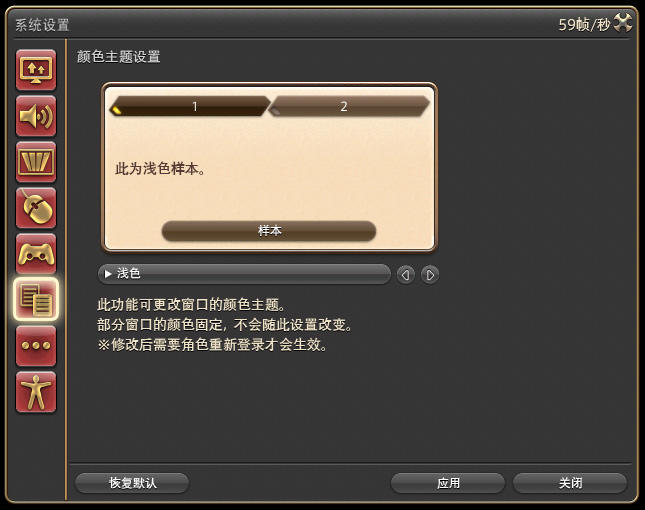 系统设置
59帧/秒
颜色主题设置
1
2
此为浅色样本。
样本
浅色
此功能可更改窗口的颜色主题。
部分窗口的颜色固定，不会随此设置改变。
※修改后需要角色重新登录才会生效。
恢复默认
应用
关闭